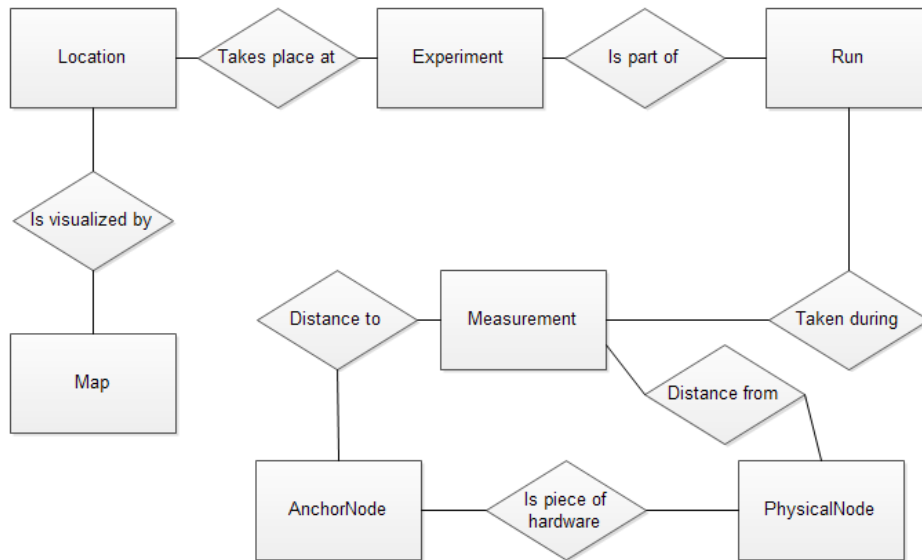 Location
Takes place at
Experiment
Is part of
Run
Is visualized by
Distance to
Measurement
Taken during
Map
Distance from
AnchorNode
Is piece of
hardware
PhysicalNode